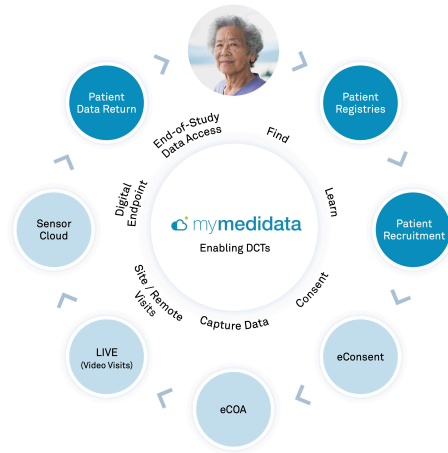 Patient
Registries
Patient
Recruitment
eConsent
eCOA
LIVE
(Video Visits)
Sensor
Cloud
Patient
Data Return
Find
Learn
Consent
Capture Data
Site / Remote
Visits
Digital
Endpoint
End-of-Study
Data Access
mymedidata
Enabling DCTs